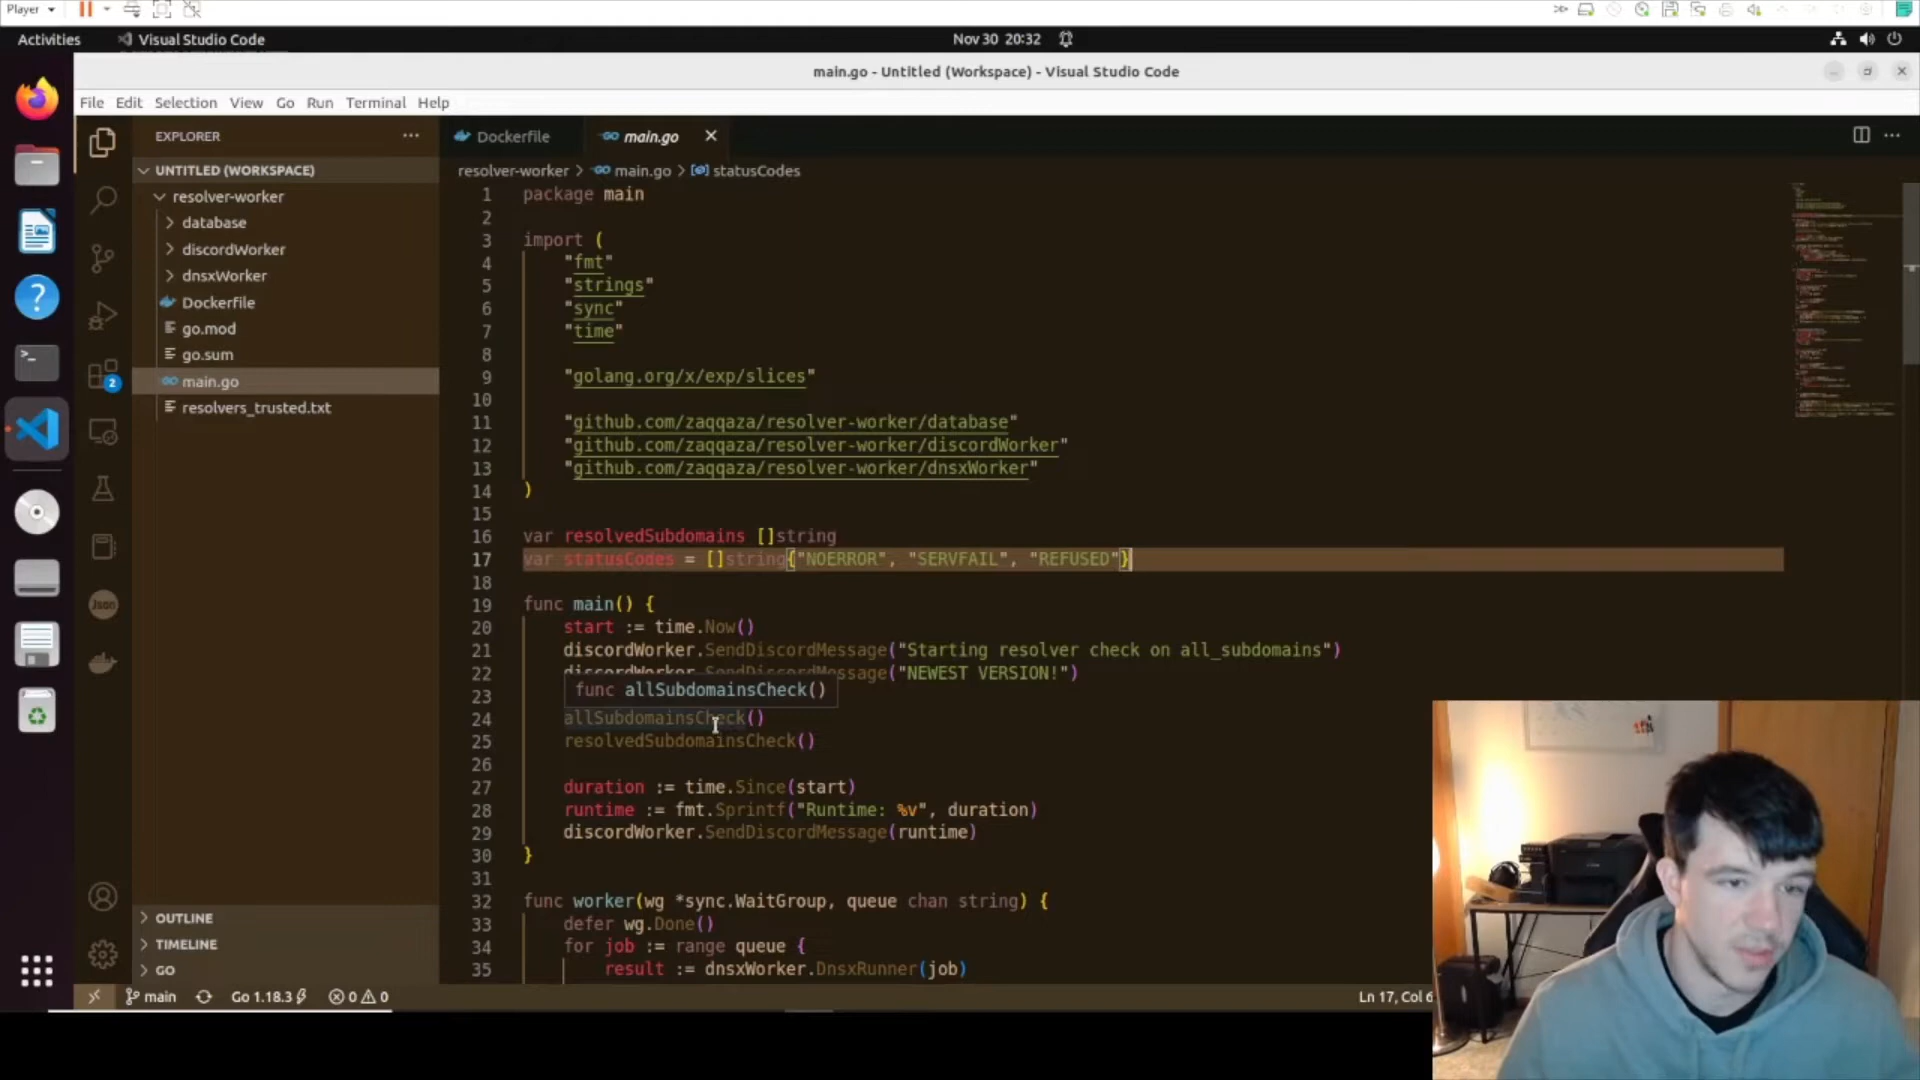 Player
Activities
Visual Studio Code
Nov 30 20:32
main.go - Untitled (Workspace) - Visual Studio Code
File Edit Selection View Go Run Terminal Help
EXPLORER
Dockerfile
main.go
UNTITLED (WORKSPACE)
resolver-worker > main.go > statusCodes
resolver-worker
database
discordWorker
dnsxWorker
Dockerfile
go.mod
go.sum
main.go
resolvers_trusted.txt
2
Json
OUTLINE
TIMELINE
GO
1 package main
2
3 import (
4 "fmt"
5 "strings"
6 "sync"
7 "time"
8
9 "golang.org/x/exp/slices"
10
11 "github.com/zaqqaza/resolver-worker/database"
12 "github.com/zaqqaza/resolver-worker/discordWorker"
13 "github.com/zaqqaza/resolver-worker/dnsxWorker"
14 )
15
16 var resolvedSubdomains []string
17 var statusCodes = []string{"NOERROR", "SERVFAIL", "REFUSED"}
18
19 func main() {
20 start := time.Now()
21 discordWorker.SendDiscordMessage("Starting resolver check on all_subdomains")
22 discordWorker.SendDiscordMessage("NEWEST VERSION!")
func allSubdomainsCheck()
23
24 allSubdomainsCheck()
25 resolvedSubdomainsCheck()
26
27 duration := time.Since(start)
28 runtime := fmt.Sprintf("Runtime: %v", duration)
29 discordWorker.SendDiscordMessage(runtime)
30 }
31
32 func worker(wg *sync.WaitGroup, queue chan string) {
33 defer wg.Done()
34 for job := range queue {
35 result := dnsxWorker.DnsxRunner(job)
main
Go 1.18.3
0 0
Ln 17, Col 6